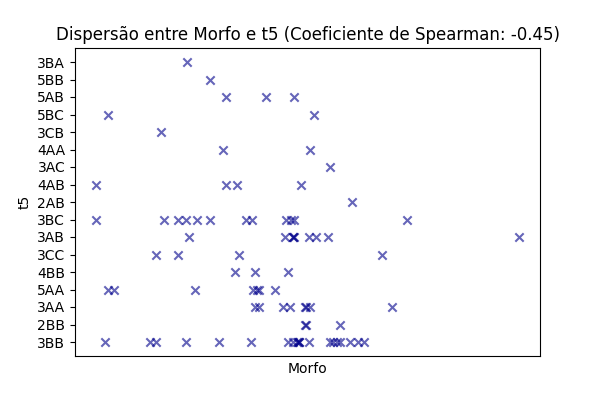 Dispersão entre Morfo e t5 (Coeficiente de Spearman: -0.45)
3BA
5BB
5AB
5BC
3CB
4AA
3AC
4AB
2AB
3BC
3AB
3CC
4BB
5AA
3AA
2BB
3BB
t5
Morfo